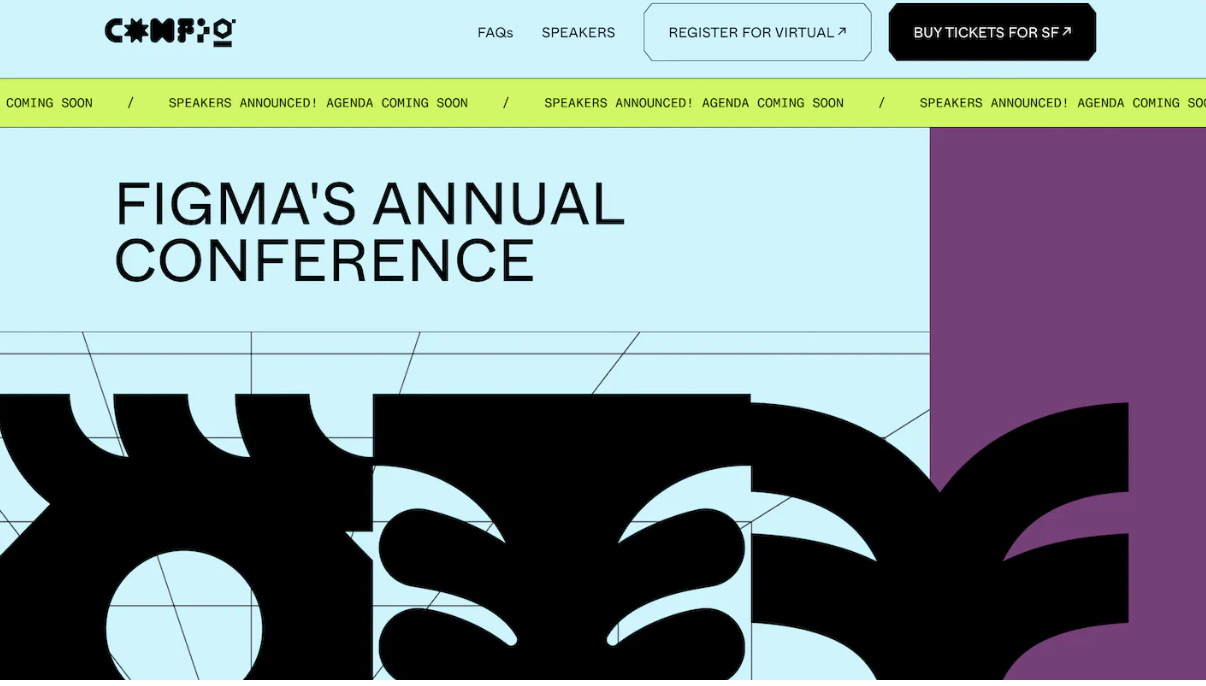 CONFIG
FAQs
SPEAKERS
REGISTER FOR VIRTUAL ↗
BUY TICKETS FOR SF ↗
COMING SOON / SPEAKERS ANNOUNCED! AGENDA COMING SOON / SPEAKERS ANNOUNCED! AGENDA COMING SOON / SPEAKERS ANNOUNCED! AGENDA COMING SOO
FIGMA'S ANNUAL
CONFERENCE